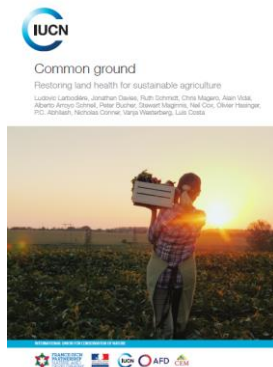 IUCN
Common ground
Restoring land health for sustainable agriculture
Ludovic Larbodière, Jonathan Davies, Ruth Schmidt, Chris Magero, Alain Vidal,
Alberto Arroyo Schnell, Peter Bucher, Stewart Maginnis, Neil Cox, Olivier Hasinger,
P.C. Abhilash, Nicholas Conner, Vanja Westerberg, Luis Costa
INTERNATIONAL UNION FOR CONSERVATION OF NATURE
IUCN
AFD
CEM